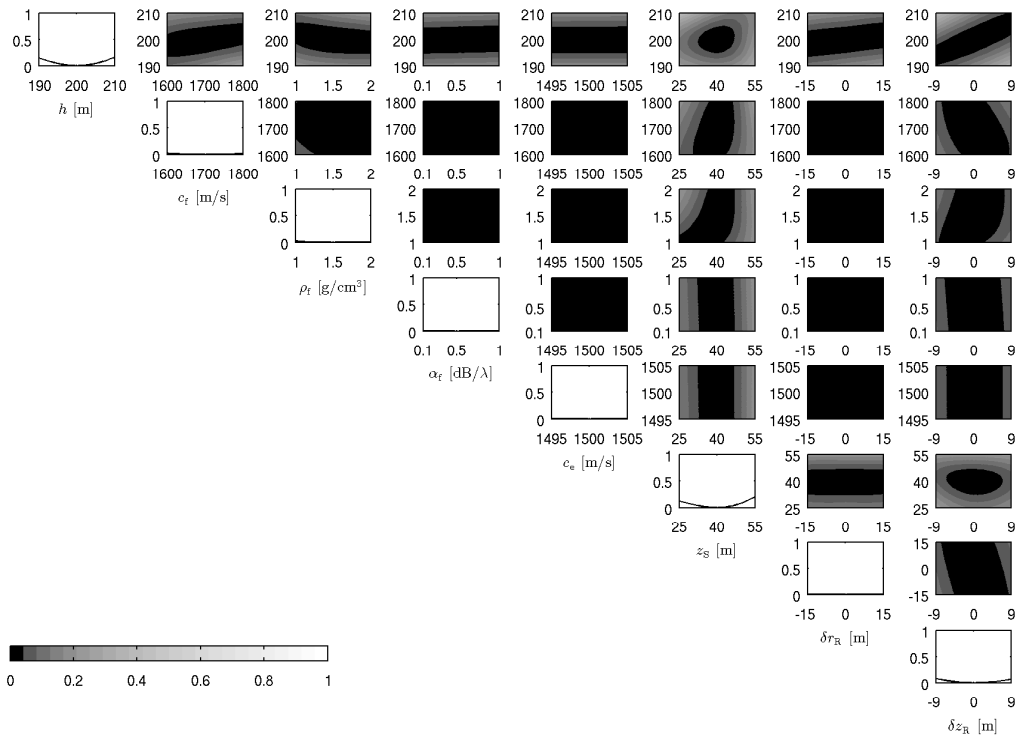 1 210 210 210 210 210 210 210
0.5 200 200 200 200 200 200 200
0 190 190 190 190 190 190 190
190 200 210 1600 1700 1800 1 1.5 2 0.1 0.5 1 1495 1500 1505 25 40 55 -15 0 15 -9 0 9
h [m]
1 1800 1800 1800 1800 1800 1800
0.5 1700 1700 1700 1700 1700 1700
0 1600 1600 1600 1600 1600 1600
1600 1700 1800 1 1.5 2 0.1 0.5 1 1495 1500 1505 25 40 55 -15 0 15 -9 0 9
c_f [m/s]
1 2 2 2 2 2
0.5 1.5 1.5 1.5 1.5 1.5
0 1 1 1 1 1
1 1.5 2 0.1 0.5 1 1495 1500 1505 25 40 55 -15 0 15 -9 0 9
ρ_f [g/cm³]
1 1 1 1 1
0.5 0.5 0.5 0.5 0.5
0 0.1 0.1 0.1 0.1
0.1 0.5 1 1495 1500 1505 25 40 55 -15 0 15 -9 0 9
α_f [dB/λ]
1 1505 1505 1505
0.5 1500 1500 1500
0 1495 1495 1495
1495 1500 1505 25 40 55 -15 0 15 -9 0 9
c_e [m/s]
1 55 55
0.5 40 40
0 25 25
25 40 55 -15 0 15 -9 0 9
z_S [m]
1 15
0.5 0
0 -15
-15 0 15 -9 0 9
δr_R [m]
1
0.5
0
-9 0 9
δz_R [m]
0 0.2 0.4 0.6 0.8 1